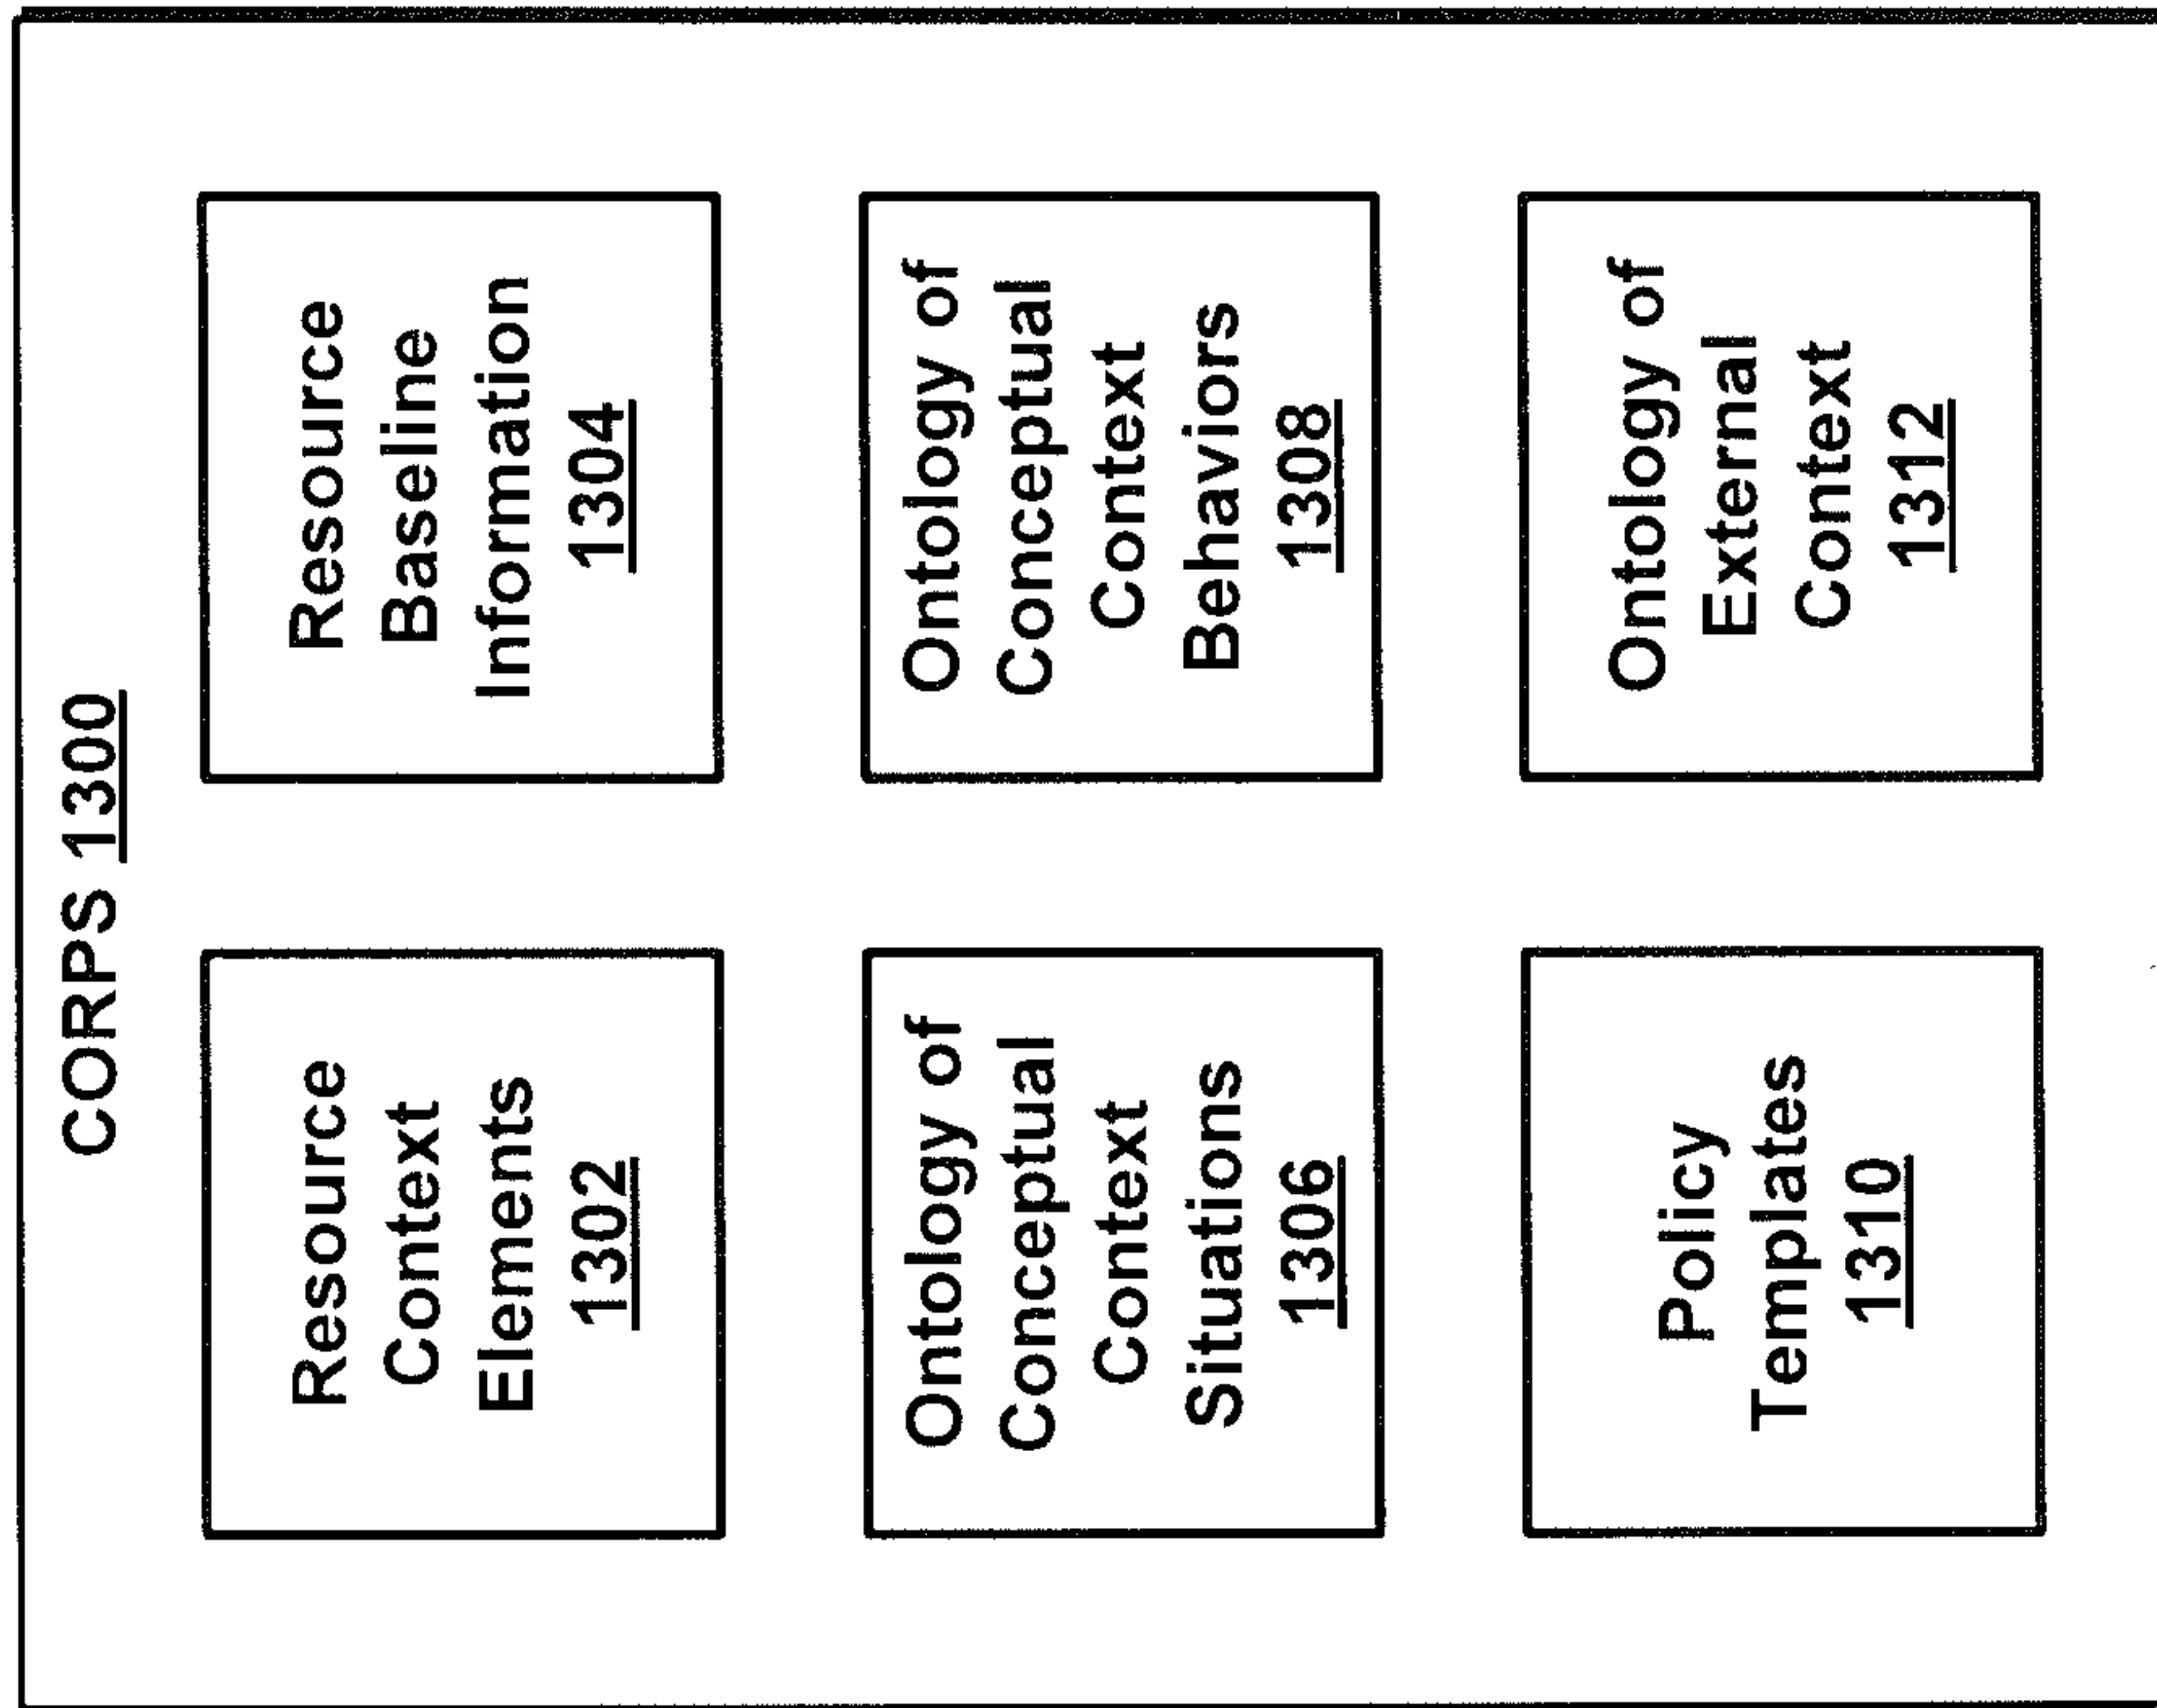 CORPS 1300
Resource
Context
Elements
1302
Resource
Baseline
Information
1304
Ontology of
Conceptual
Context
Situations
1306
Ontology of
Conceptual
Context
Behaviors
1308
Policy
Templates
1310
Ontology of
External
Context
1312